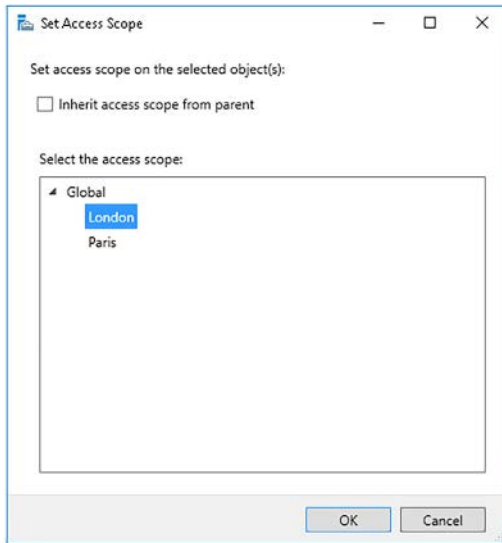 Set Access Scope
Set access scope on the selected object(s):
Inherit access scope from parent
Select the access scope:
Global
London
Paris
OK Cancel